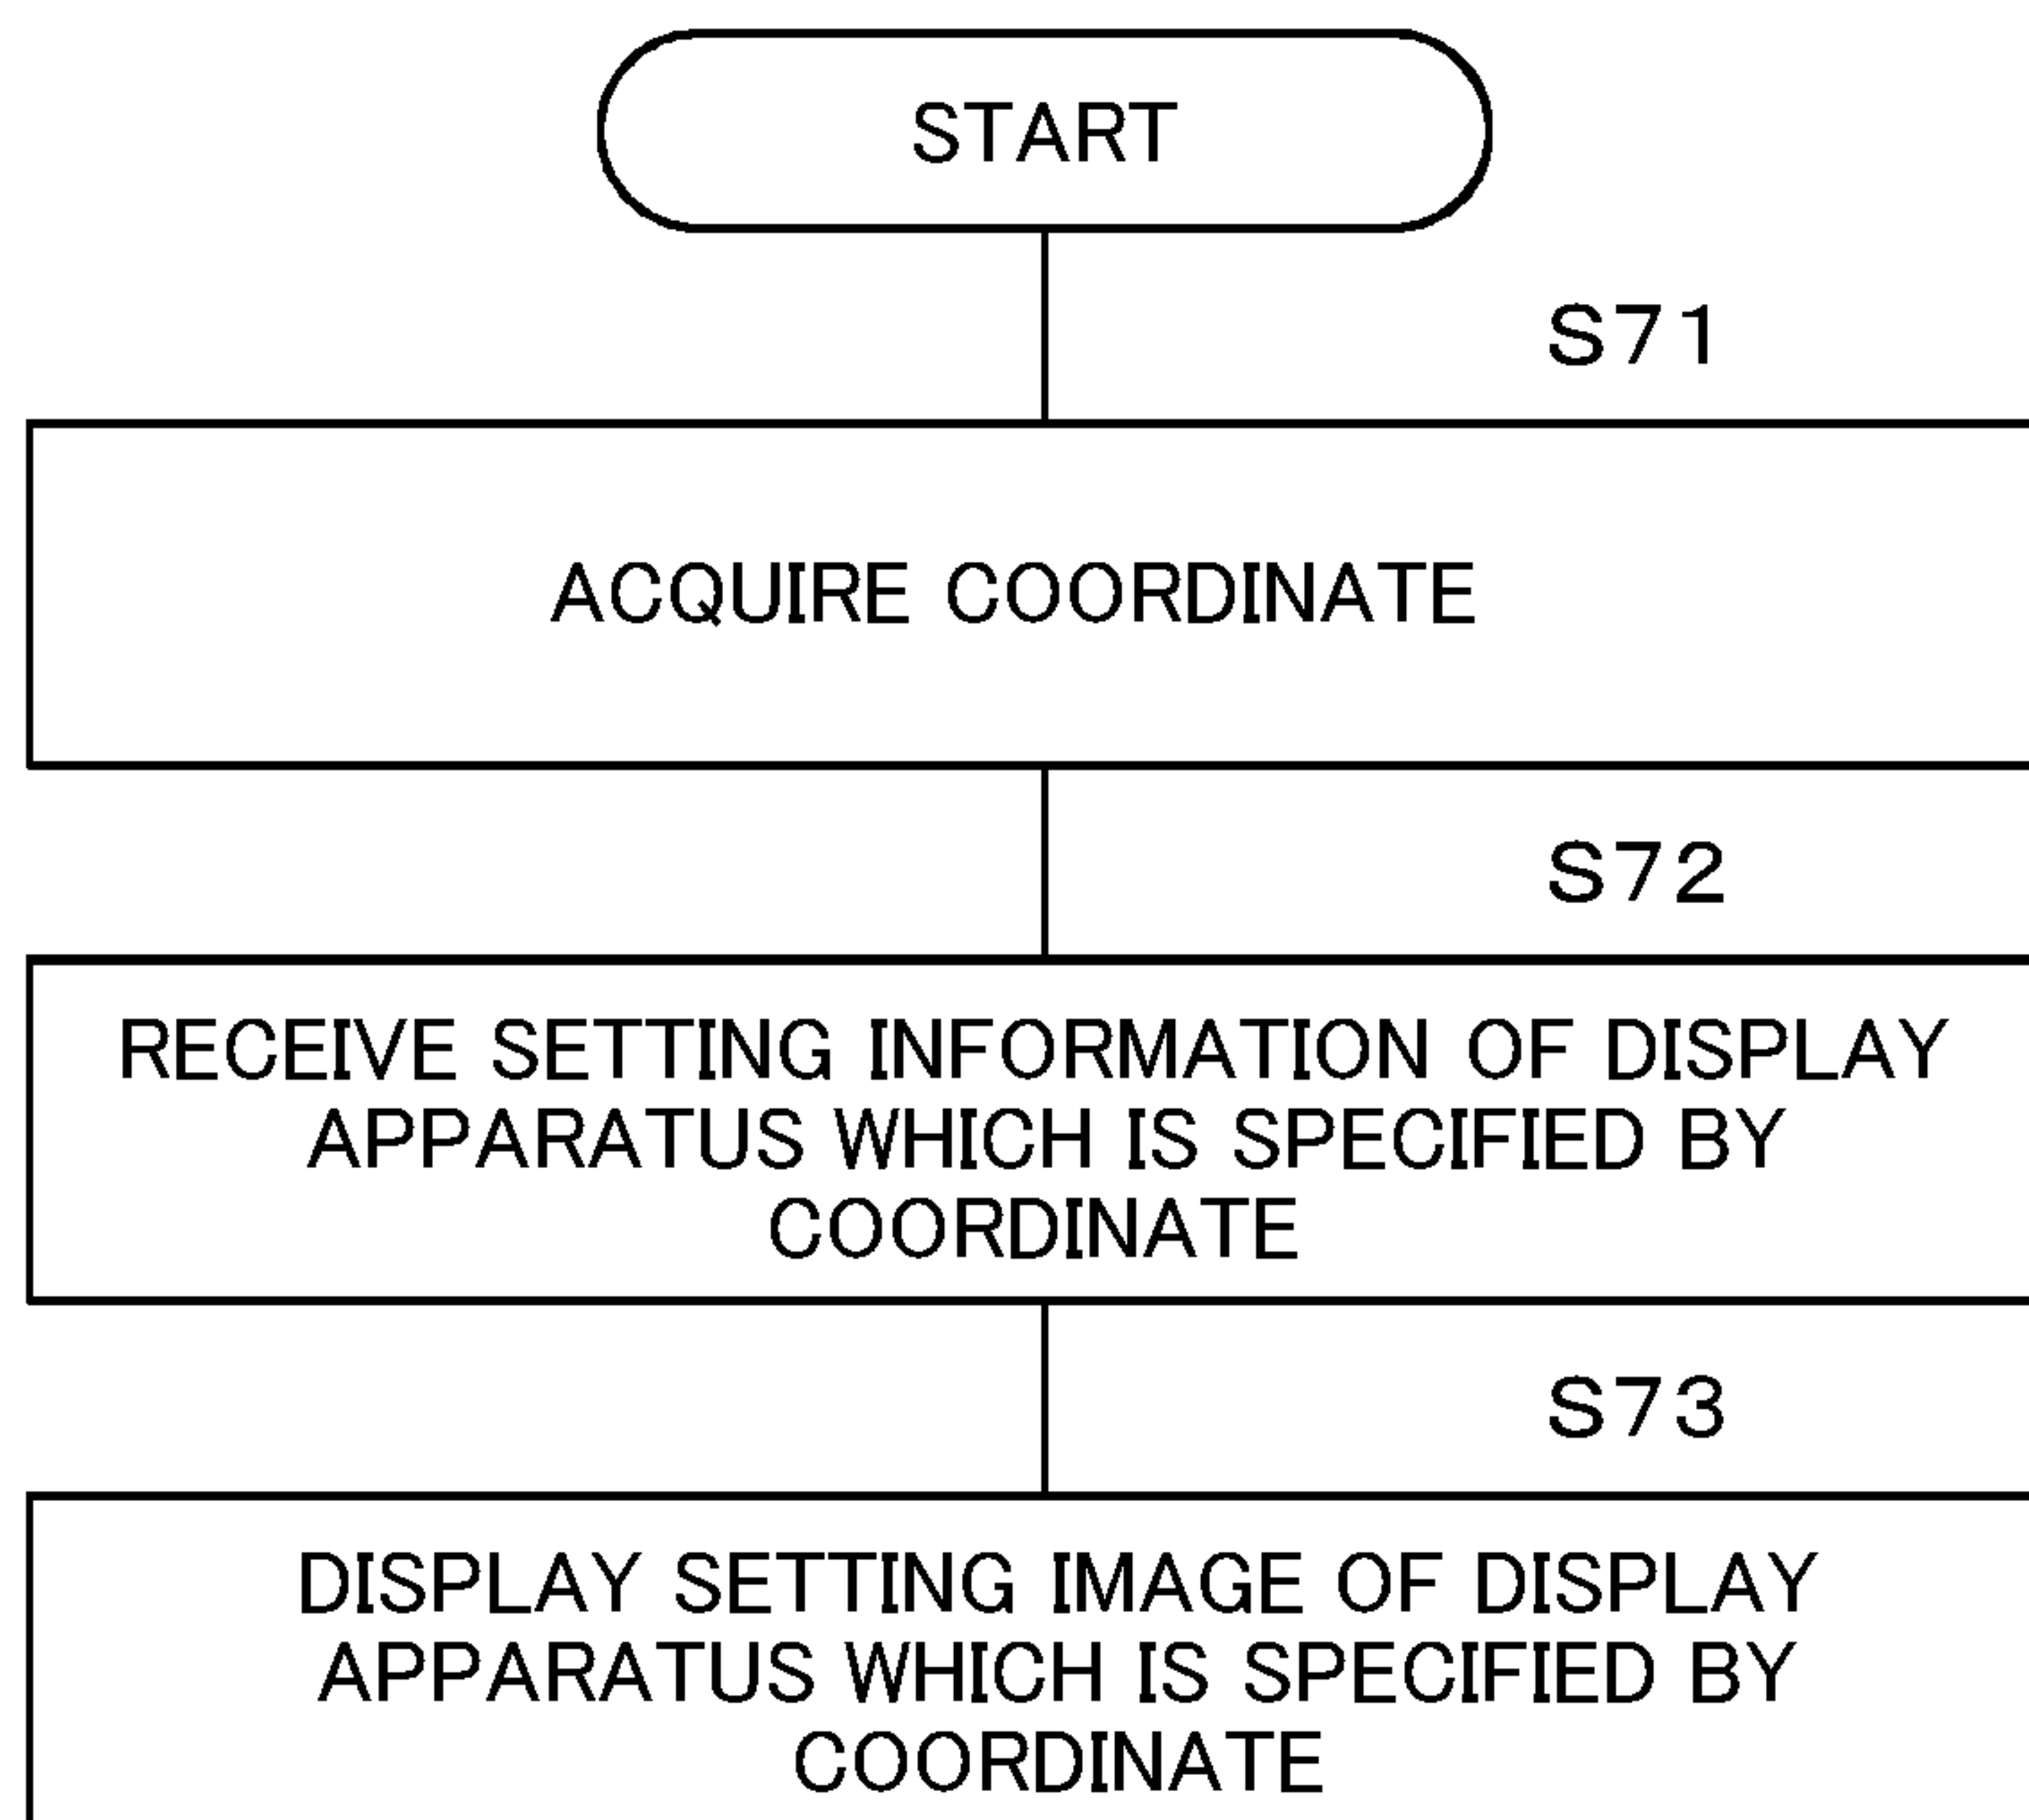 START
S71
ACQUIRE COORDINATE
S72
RECEIVE SETTING INFORMATION OF DISPLAY
APPARATUS WHICH IS SPECIFIED BY
COORDINATE
S73
DISPLAY SETTING IMAGE OF DISPLAY
APPARATUS WHICH IS SPECIFIED BY
COORDINATE